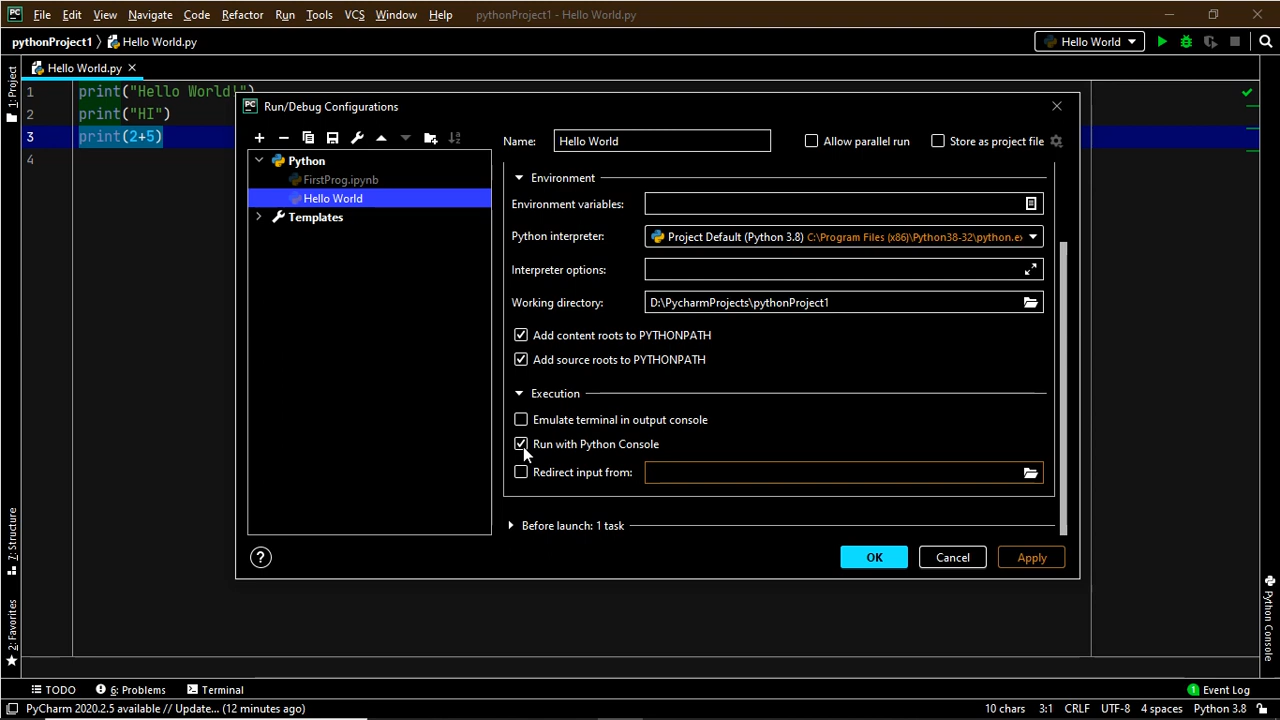 PC File Edit View Navigate Code Refactor Run Tools VCS Window Help pythonProject1 - Hello World.py
pythonProject1 Hello World.py Hello World
Hello World.py
1 print("Hello World!")
2 print("HI")
3 print(2+5)
4
1: Project
7: Structure
2: Favorites
PC Run/Debug Configurations
Name: Hello World Allow parallel run Store as project file
Python
FirstProg.ipynb
Hello World
Templates
Environment
Environment variables:
Python interpreter: Project Default (Python 3.8) C:\Program Files (x86)\Python38-32\python.ex
Interpreter options:
Working directory: D:\PycharmProjects\pythonProject1
Add content roots to PYTHONPATH
Add source roots to PYTHONPATH
Execution
Emulate terminal in output console
Run with Python Console
Redirect input from:
Before launch: 1 task
? OK Cancel Apply
Python Console
TODO 6: Problems Terminal 1 Event Log
PyCharm 2020.2.5 available // Update... (12 minutes ago) 10 chars 3:1 CRLF UTF-8 4 spaces Python 3.8